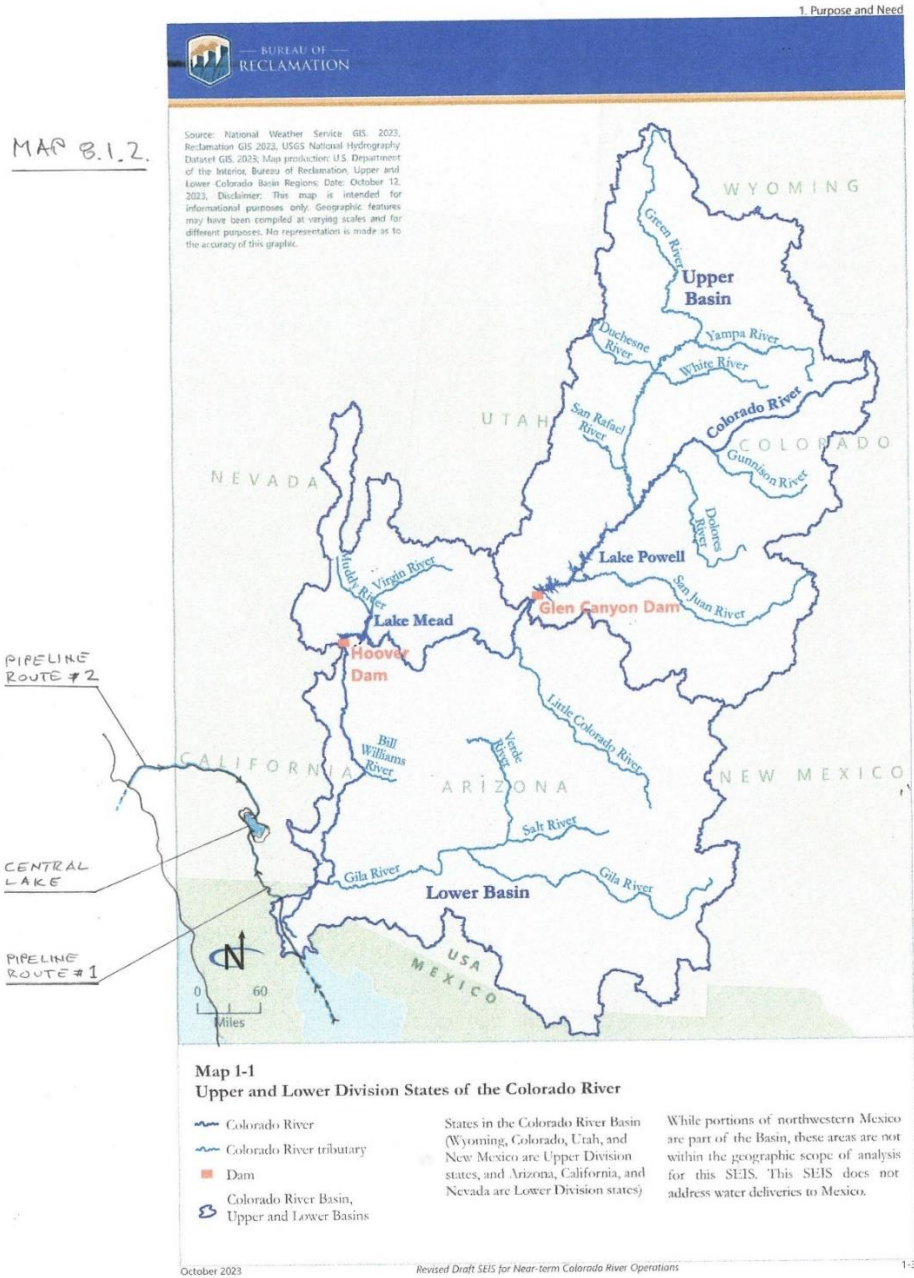 1. Purpose and Need
— BUREAU OF —
RECLAMATION
MAP 8.1.2.
Source: National Weather Service GIS. 2023,
Reclamation GIS 2023, USGS National Hydrography
Dataset GIS. 2023; Map production: U.S. Department
of the Interior, Bureau of Reclamation, Upper and
Lower Colorado Basin Regions; Date: October 12,
2023, Disclaimer: This map is intended for
informational purposes only. Geographic features
may have been compiled at varying scales and for
different purposes. No representation is made as to
the accuracy of this graphic.
WYOMING
Green River
Upper
Basin
Duchesne
River
Yampa River
White River
Colorado River
UTAH
San Rafael
River
COLORADO
Gunnison River
NEVADA
Dolores
River
Muddy River
Virgin River
Lake Powell
San Juan River
Glen Canyon Dam
Lake Mead
Hoover
Dam
PIPELINE
ROUTE #2
Little Colorado River
Bill
Williams
River
Verde
River
CALIFORNIA
ARIZONA
NEW MEXICO
Salt River
CENTRAL
LAKE
Gila River
Gila River
Lower Basin
PIPELINE
ROUTE #1
N
USA
MEXICO
0 60
Miles
Map 1-1
Upper and Lower Division States of the Colorado River
Colorado River
Colorado River tributary
Dam
Colorado River Basin,
Upper and Lower Basins
States in the Colorado River Basin
(Wyoming, Colorado, Utah, and
New Mexico are Upper Division
states, and Arizona, California, and
Nevada are Lower Division states)
While portions of northwestern Mexico
are part of the Basin, these areas are not
within the geographic scope of analysis
for this SEIS. This SEIS does not
address water deliveries to Mexico.
October 2023
Revised Draft SEIS for Near-term Colorado River Operations
1-3